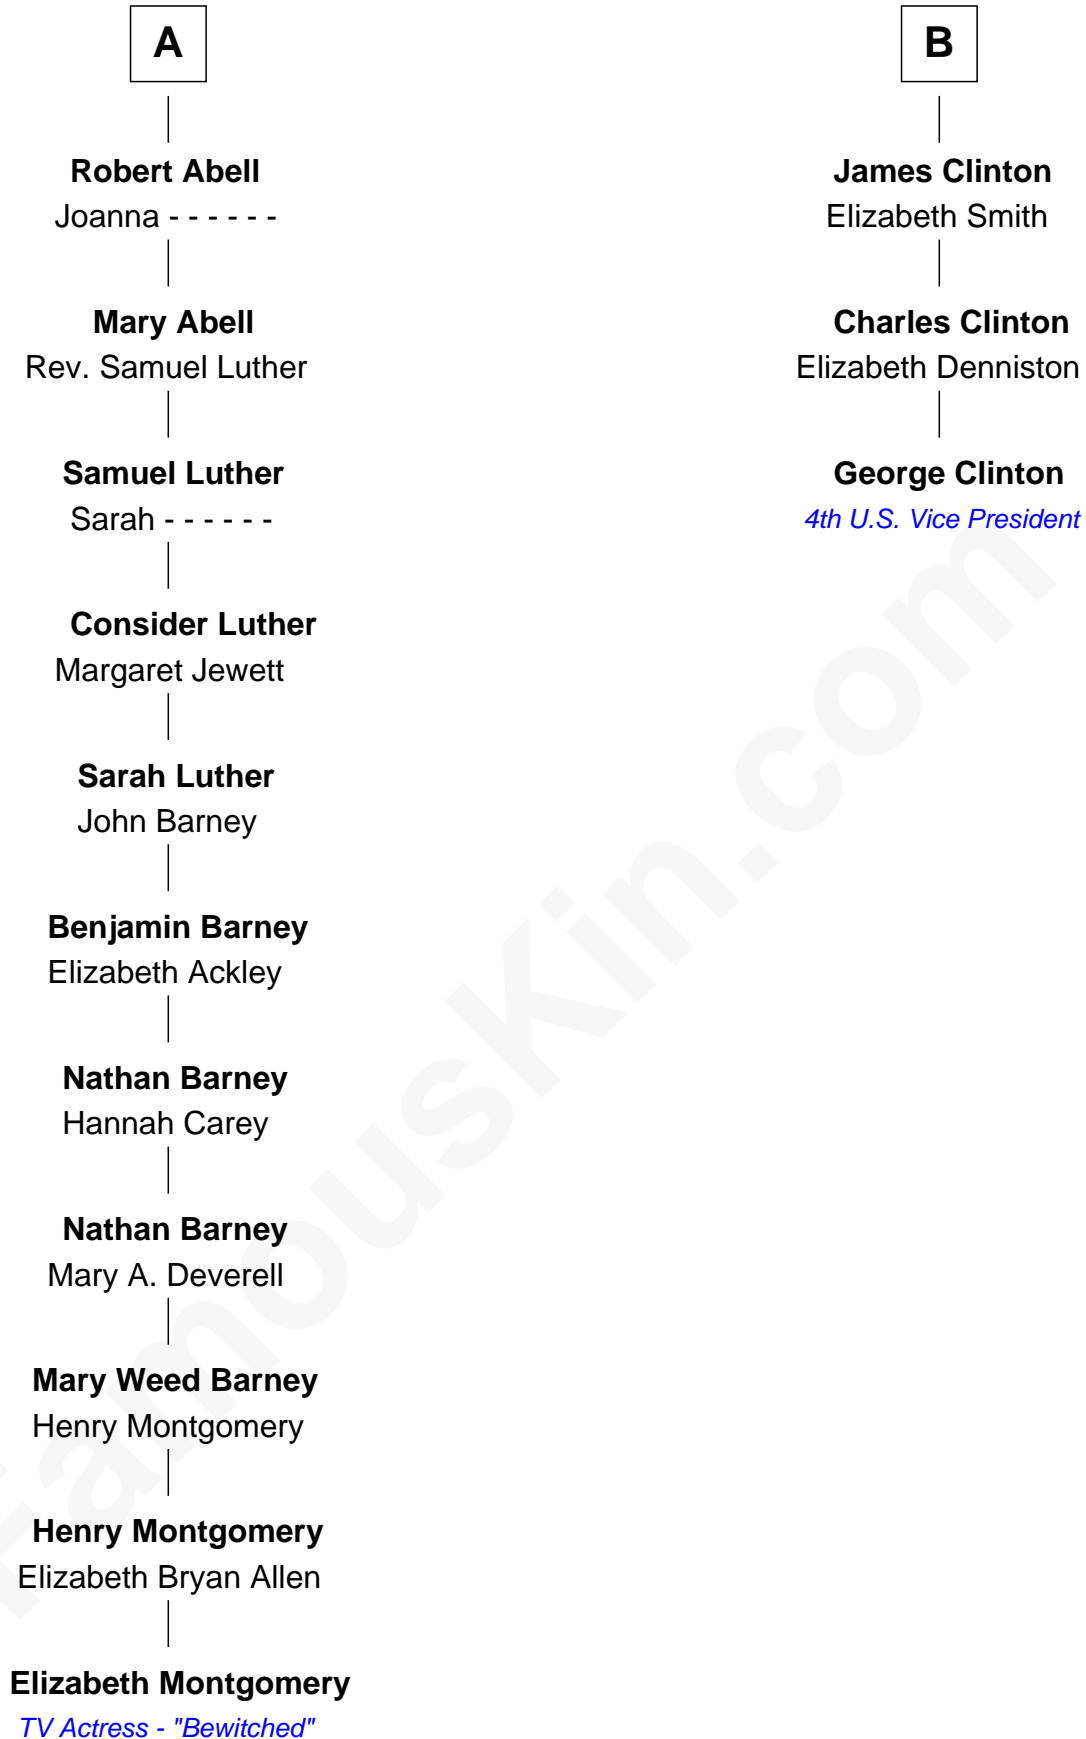 A
Robert Abell
Joanna - - - - - -
Mary Abell
Rev. Samuel Luther
Samuel Luther
Sarah - - - - - -
Consider Luther
Margaret Jewett
Sarah Luther
John Barney
Benjamin Barney
Elizabeth Ackley
Nathan Barney
Hannah Carey
Nathan Barney
Mary A. Deverell
Mary Weed Barney
Henry Montgomery
Henry Montgomery
Elizabeth Bryan Allen
Elizabeth Montgomery
TV Actress - "Bewitched"
B
James Clinton
Elizabeth Smith
Charles Clinton
Elizabeth Denniston
George Clinton
4th U.S. Vice President
FamousKin.com